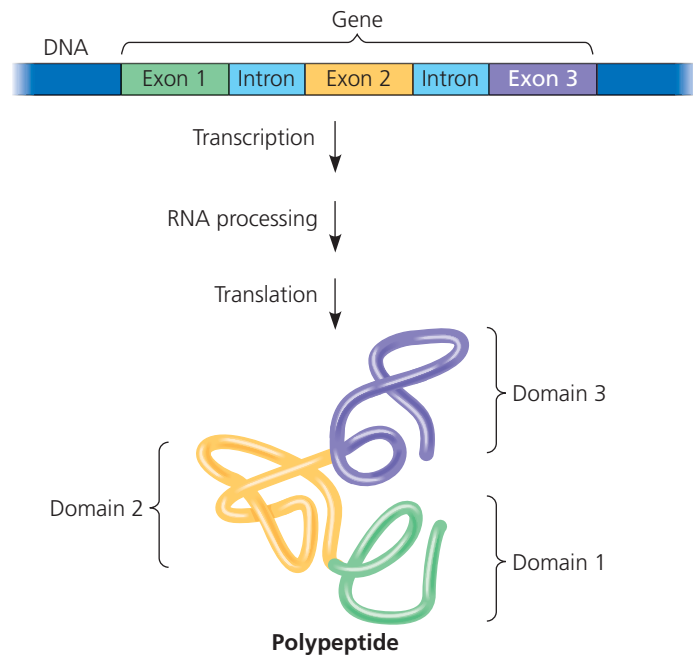 Gene
DNA
Exon 1 Intron Exon 2 Intron Exon 3
Transcription
RNA processing
Translation
Domain 3
Domain 2
Domain 1
Polypeptide